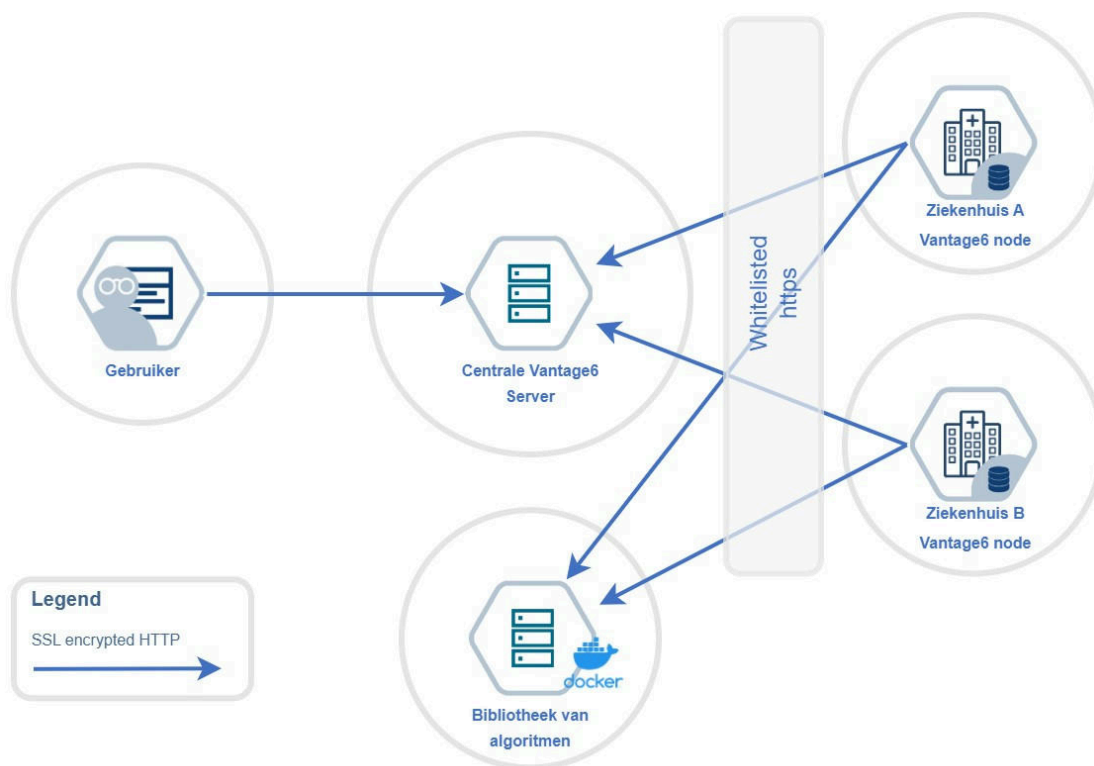 Ziekenhuis A
Vantage6 node
Whitelisted
https
Gebruiker
Centrale Vantage6
Server
Ziekenhuis B
Vantage6 node
Legend
SSL encrypted HTTP
docker
Bibliotheek van
algoritmen